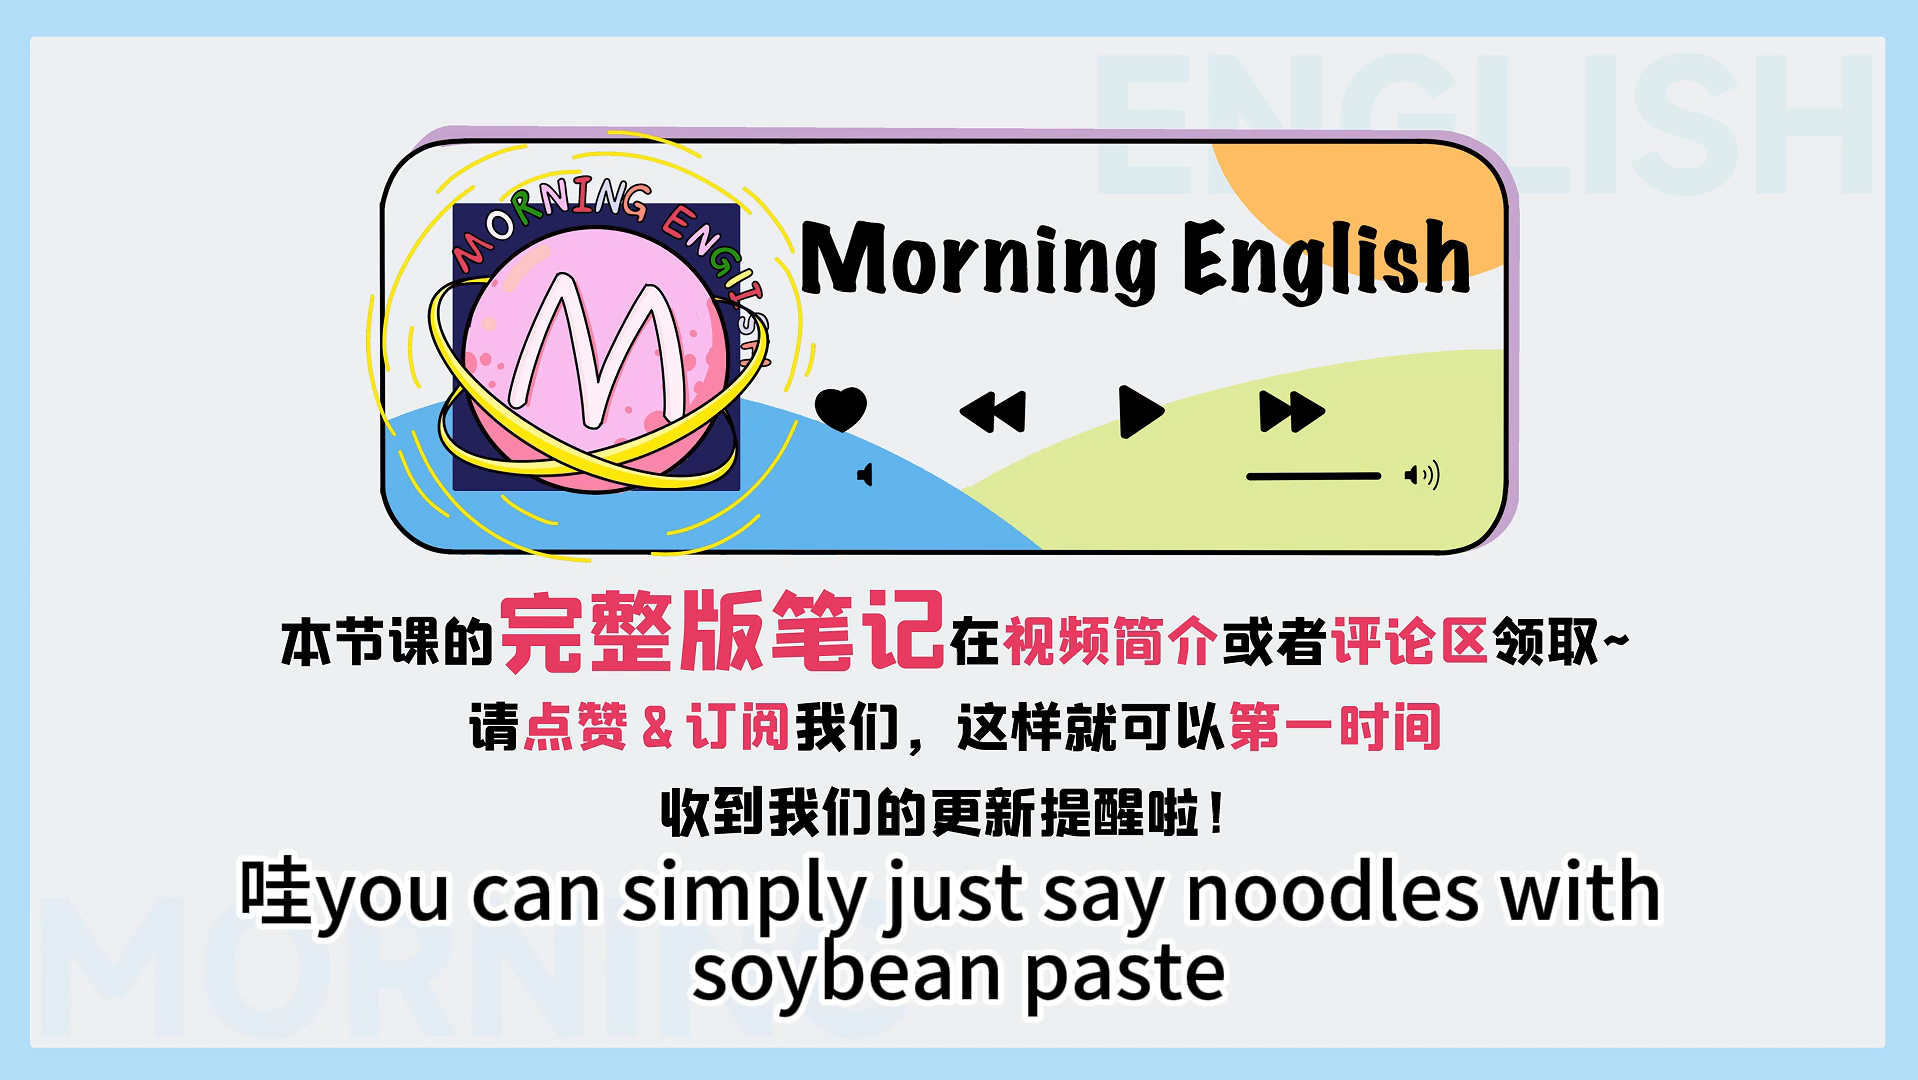 ENGLISH
MORNING ENGLISH
M
Morning English
本节课的完整版笔记在视频简介或者评论区领取~
请点赞&订阅我们，这样就可以第一时间
收到我们的更新提醒啦！
MORNING
哇you can simply just say noodles with
soybean paste